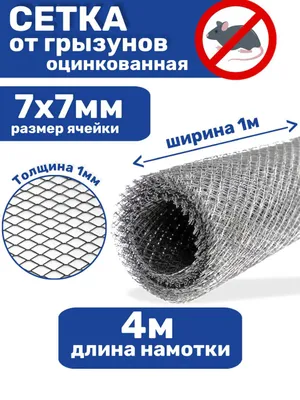 СЕТКА
от грызунов
оцинкованная
7х7мм
размер ячейки
ширина 1м
Толщина 1мм
4м
длина намотки